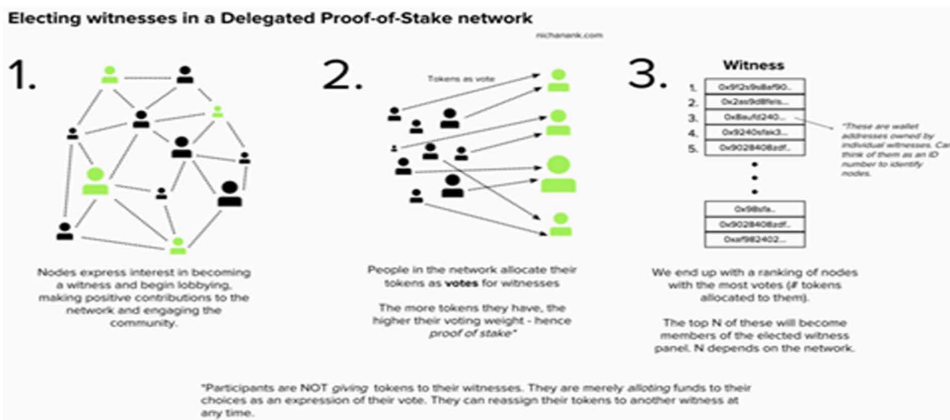 Electing witnesses in a Delegated Proof-of-Stake network
nichanank.com
1.
2.
3.
Tokens as vote
Witness
1.
2.
3.
4.
5.
0x9240sfak3...
0x9028408zdf..
"These are wallet
addresses owned by
individual witnesses. Can
think of them as an ID
number to identify
nodes.
0x98sfa..
0x9028408zdf..
0xaf982402...
Nodes express interest in becoming
a witness and begin lobbying,
making positive contributions to the
network and engaging the
community.
People in the network allocate their
tokens as votes for witnesses
The more tokens they have, the
higher their voting weight - hence
proof of stake*
We end up with a ranking of nodes
with the most votes (# tokens
allocated to them).
The top N of these will become
members of the elected witness
panel. N depends on the network.
*Participants are NOT giving tokens to their witnesses. They are merely alloting funds to their
choices as an expression of their vote. They can reassign their tokens to another witness at
any time.